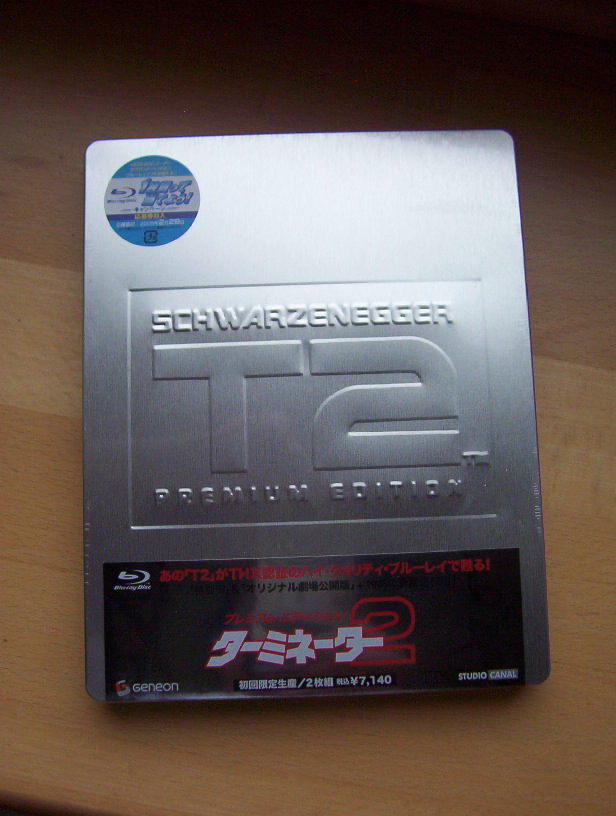 Blu-ray Disc
SCHWARZENEGGER
T2
PREMIUM EDITION
Blu-ray Disc
あの「T2」がTHX認証のハイ・クオリティ・ブルーレイで甦る!
「オリジナル劇場公開版」+
プレミアム・エディション
ターミネーター2
GENEON
初回限定生産/2枚組 税込¥7,140
STUDIO CANAL